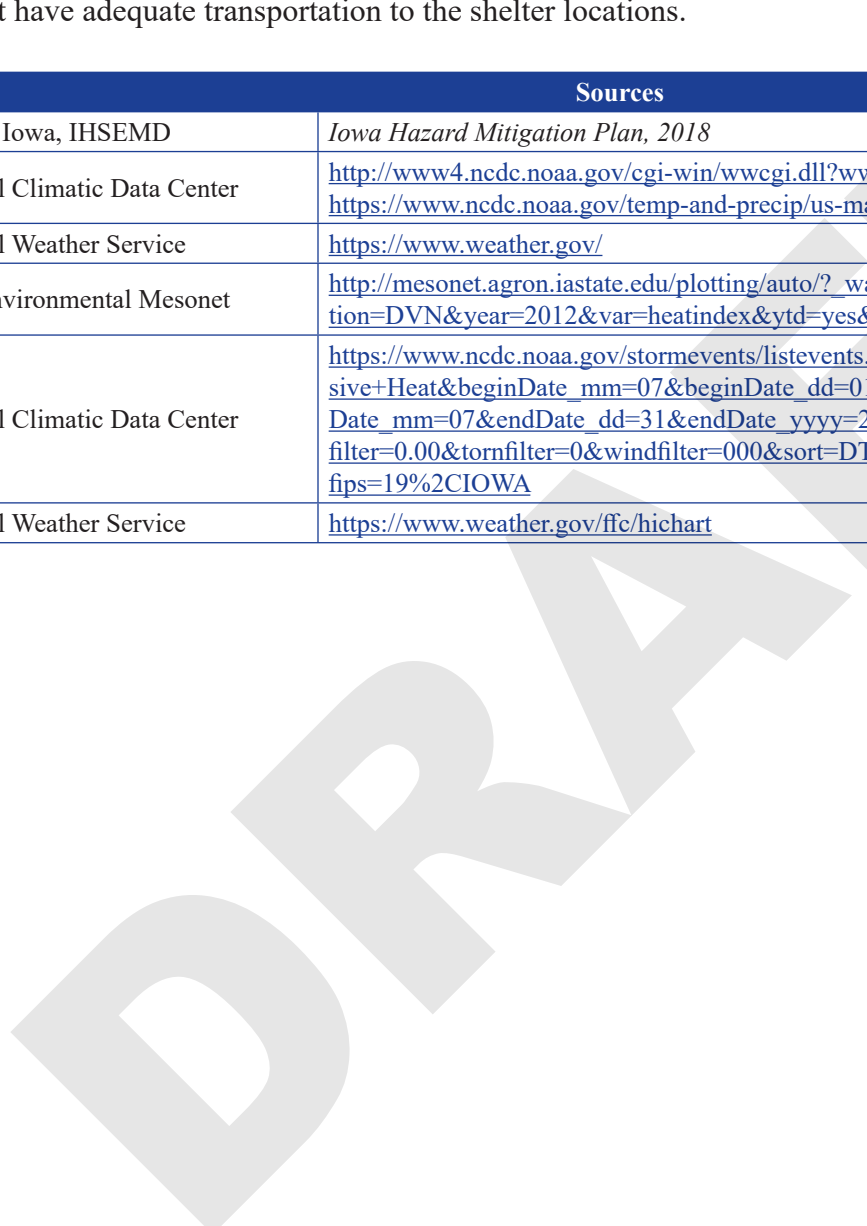 have adequate transportation to the shelter locations.
Sources
Iowa, IHSEMD
Iowa Hazard Mitigation Plan, 2018
Climatic Data Center
http://www4.ncdc.noaa.gov/cgi-win/wwcgi.dll?ww
https://www.ncdc.noaa.gov/temp-and-precip/us-ma
Weather Service
https://www.weather.gov/
vironmental Mesonet
http://mesonet.agron.iastate.edu/plotting/auto/?_wa
tion=DVN&year=2012&var=heatindex&ytd=yes&
Climatic Data Center
https://www.ncdc.noaa.gov/stormevents/listevents.
sive+Heat&beginDate_mm=07&beginDate_dd=01
Date_mm=07&endDate_dd=31&endDate_yyyy=2
filter=0.00&tornfilter=0&windfilter=000&sort=DT
fips=19%2CIOWA
Weather Service
https://www.weather.gov/ffc/hichart
DRAF